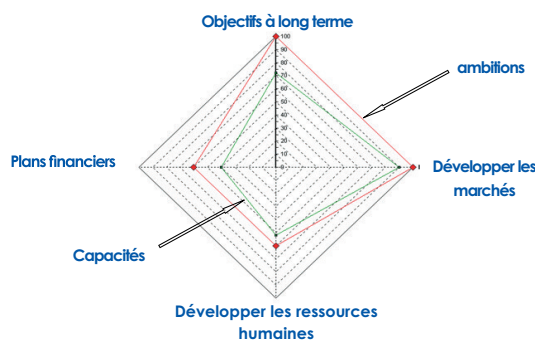 Objectifs à long terme
100
90
80
70
60
50
40
30
20
10
0
ambitions
Plans financiers
Développer les
marchés
Capacités
Développer les ressources
humaines